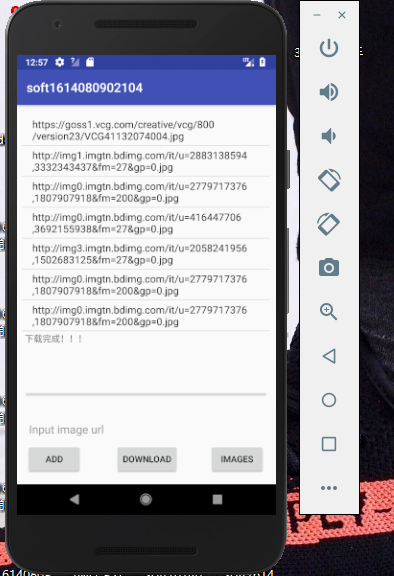 12:57
soft1614080902104
https://goss1.vcg.com/creative/vcg/800
/version23/VCG41132074004.jpg
http://img1.imgtn.bdimg.com/it/u=2883138594
,3332343437&fm=27&gp=0.jpg
http://img0.imgtn.bdimg.com/it/u=2779717376
,1807907918&fm=200&gp=0.jpg
http://img0.imgtn.bdimg.com/it/u=416447706
,3692155938&fm=27&gp=0.jpg
http://img3.imgtn.bdimg.com/it/u=2058241956
,1502683125&fm=27&gp=0.jpg
http://img0.imgtn.bdimg.com/it/u=2779717376
,1807907918&fm=200&gp=0.jpg
http://img0.imgtn.bdimg.com/it/u=2779717376
,1807907918&fm=200&gp=0.jpg
下载完成！！！
Input image url
ADD DOWNLOAD IMAGES